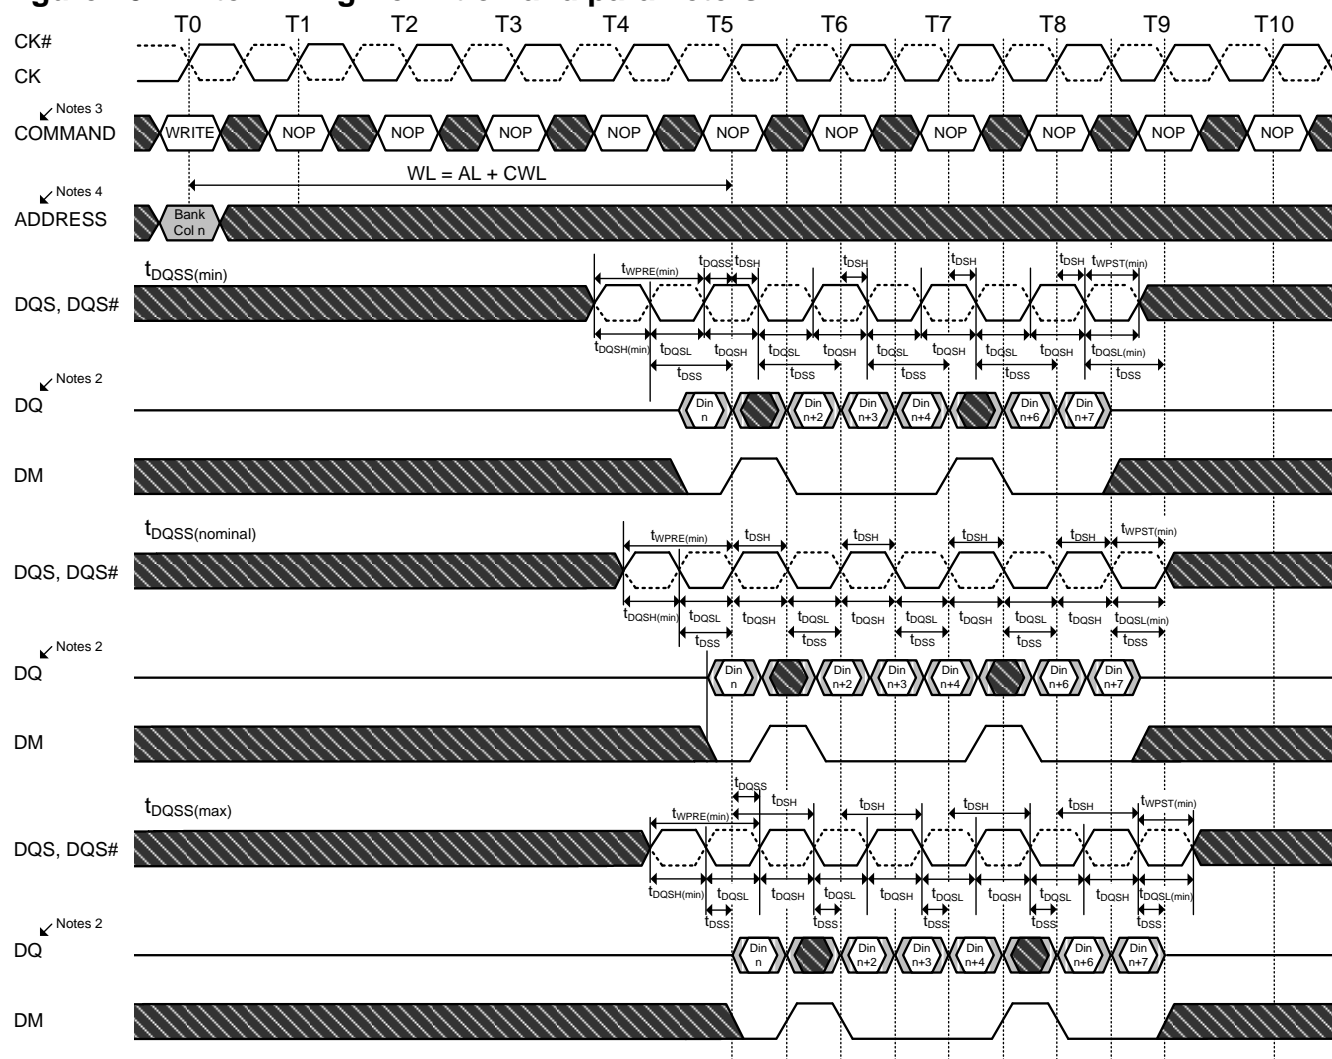 T0 T1 T2 T3 T4 T5 T6 T7 T8 T9 T10
CK#
CK
Notes 3
COMMAND WRITE NOP NOP NOP NOP NOP NOP NOP NOP NOP NOP
WL = AL + CWL
Notes 4
ADDRESS Bank
Col n
tDQSS(min) tWPRE(min) tDQSS tDSH tDSH tDSH tDSH tWPST(min)
DQS, DQS#
tDQSH(min) tDQSL tDQSH tDQSL tDQSH tDQSL tDQSH tDQSL tDQSH tDQSL(min)
tDSS tDSS tDSS tDSS tDSS
Notes 2
DQ Din Din Din Din Din Din
n n+2 n+3 n+4 n+6 n+7
DM
tDQSS(nominal) tWPRE(min) tDSH tDSH tDSH tDSH tWPST(min)
DQS, DQS#
tDQSH(min) tDQSL tDQSH tDQSL tDQSH tDQSL tDQSH tDQSL tDQSH tDQSL(min)
tDSS tDSS tDSS tDSS tDSS
Notes 2
DQ Din Din Din Din Din Din
n n+2 n+3 n+4 n+6 n+7
DM
tDQSS
tDQSS(max) tWPRE(min) tDSH tDSH tDSH tDSH tWPST(min)
DQS, DQS#
tDQSH(min) tDQSL tDQSH tDQSL tDQSH tDQSL tDQSH tDQSL tDQSH tDQSL(min)
tDSS tDSS tDSS tDSS tDSS
Notes 2
DQ Din Din Din Din Din Din
n n+2 n+3 n+4 n+6 n+7
DM